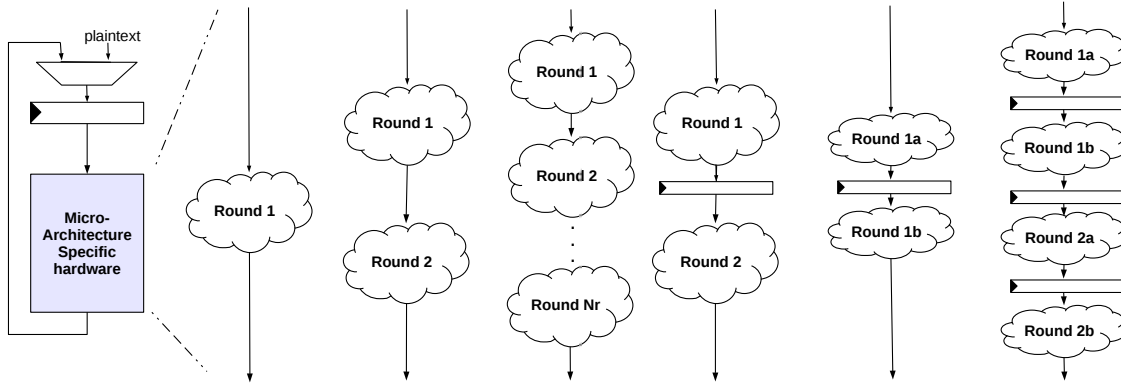 plaintext
Micro-
Architecture
Specific
hardware
Round 1
Round 1
Round 2
Round 1
Round 2
Round Nr
Round 1
Round 2
Round 1a
Round 1b
Round 1a
Round 1b
Round 2a
Round 2b